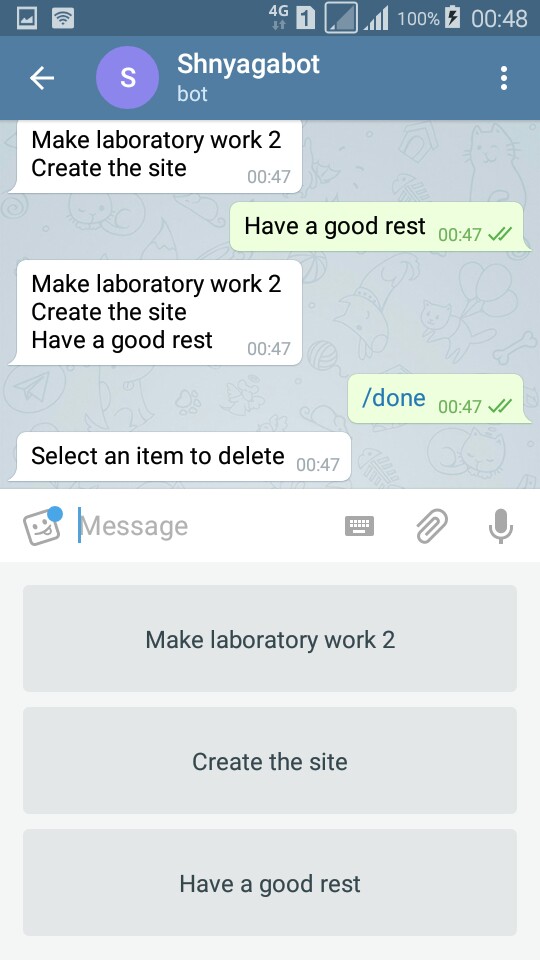 4G 1 100% 00:48
S
Shnyagabot
bot
Make laboratory work 2
Create the site 00:47
Have a good rest 00:47
Make laboratory work 2
Create the site
Have a good rest 00:47
/done 00:47
Select an item to delete 00:47
Message
Make laboratory work 2
Create the site
Have a good rest